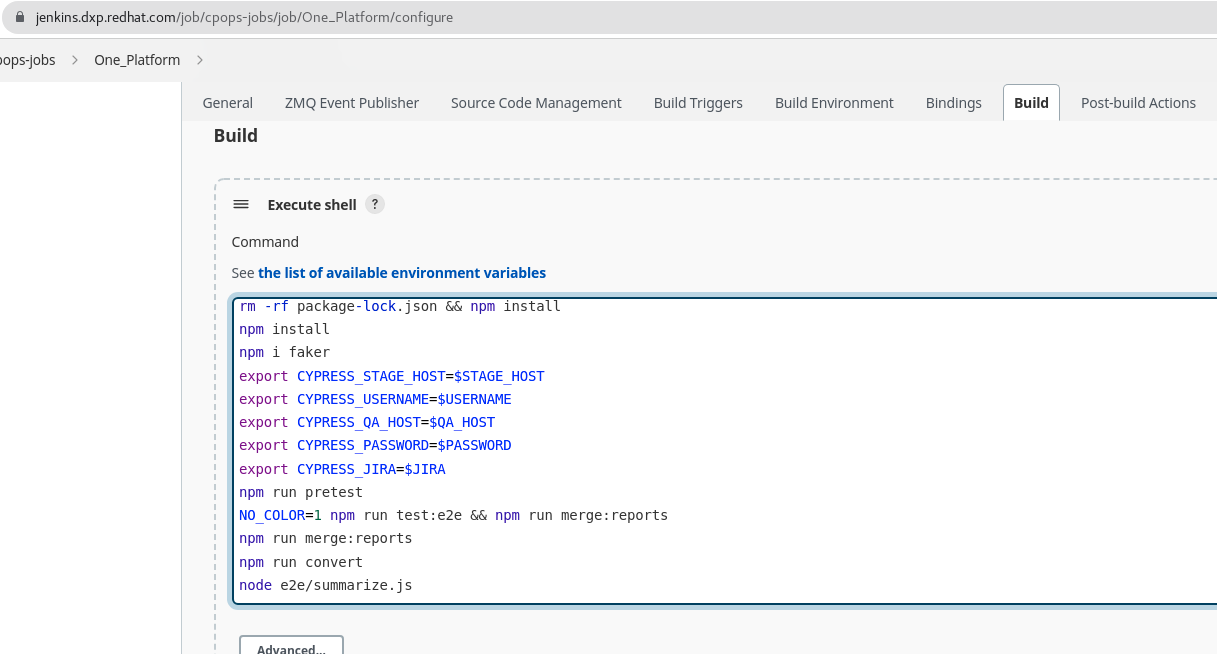 jenkins.dxp.redhat.com/job/cpops-jobs/job/One_Platform/configure
ops-jobs > One_Platform >
General ZMQ Event Publisher Source Code Management Build Triggers Build Environment Bindings Build Post-build Actions
Build
Execute shell ?
Command
See the list of available environment variables
rm -rf package-lock.json && npm install
npm install
npm i faker
export CYPRESS_STAGE_HOST=$STAGE_HOST
export CYPRESS_USERNAME=$USERNAME
export CYPRESS_QA_HOST=$QA_HOST
export CYPRESS_PASSWORD=$PASSWORD
export CYPRESS_JIRA=$JIRA
npm run pretest
NO_COLOR=1 npm run test:e2e && npm run merge:reports
npm run merge:reports
npm run convert
node e2e/summarize.js
Advanced...